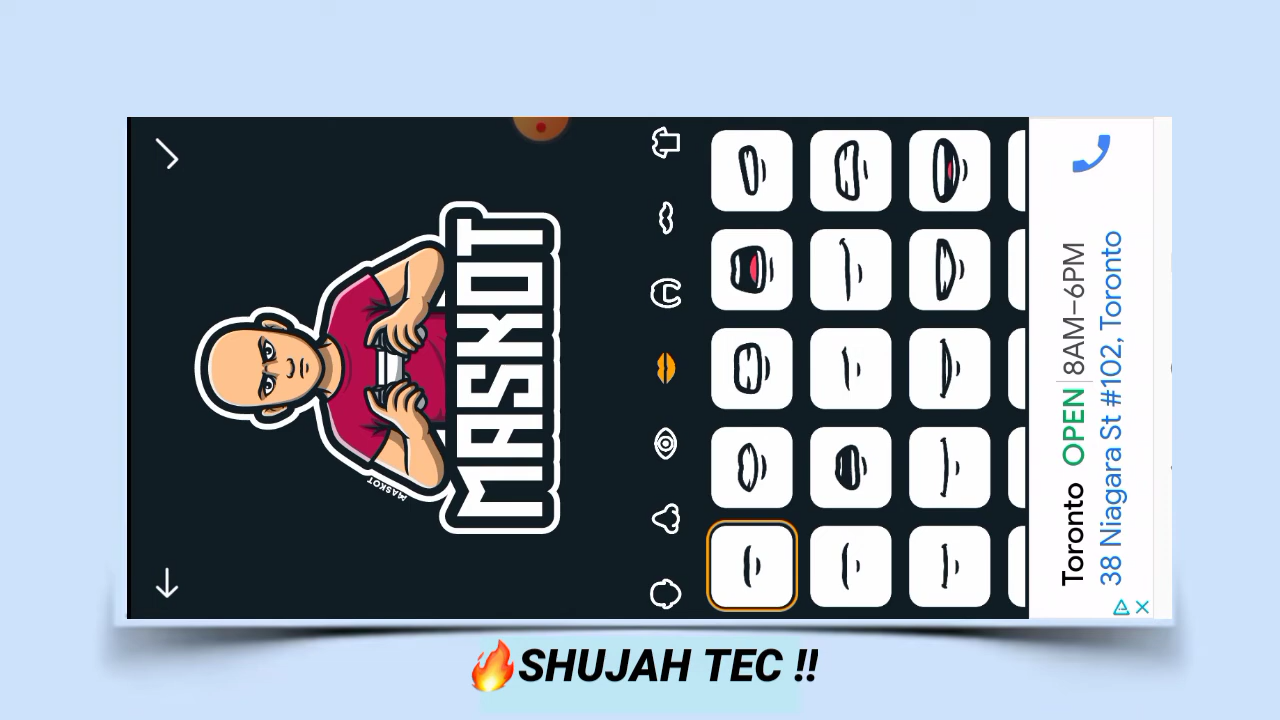 MASKOT
MASKOT
Toronto OPEN 8AM–6PM
38 Niagara St #102, Toronto
SHUJAH TEC !!